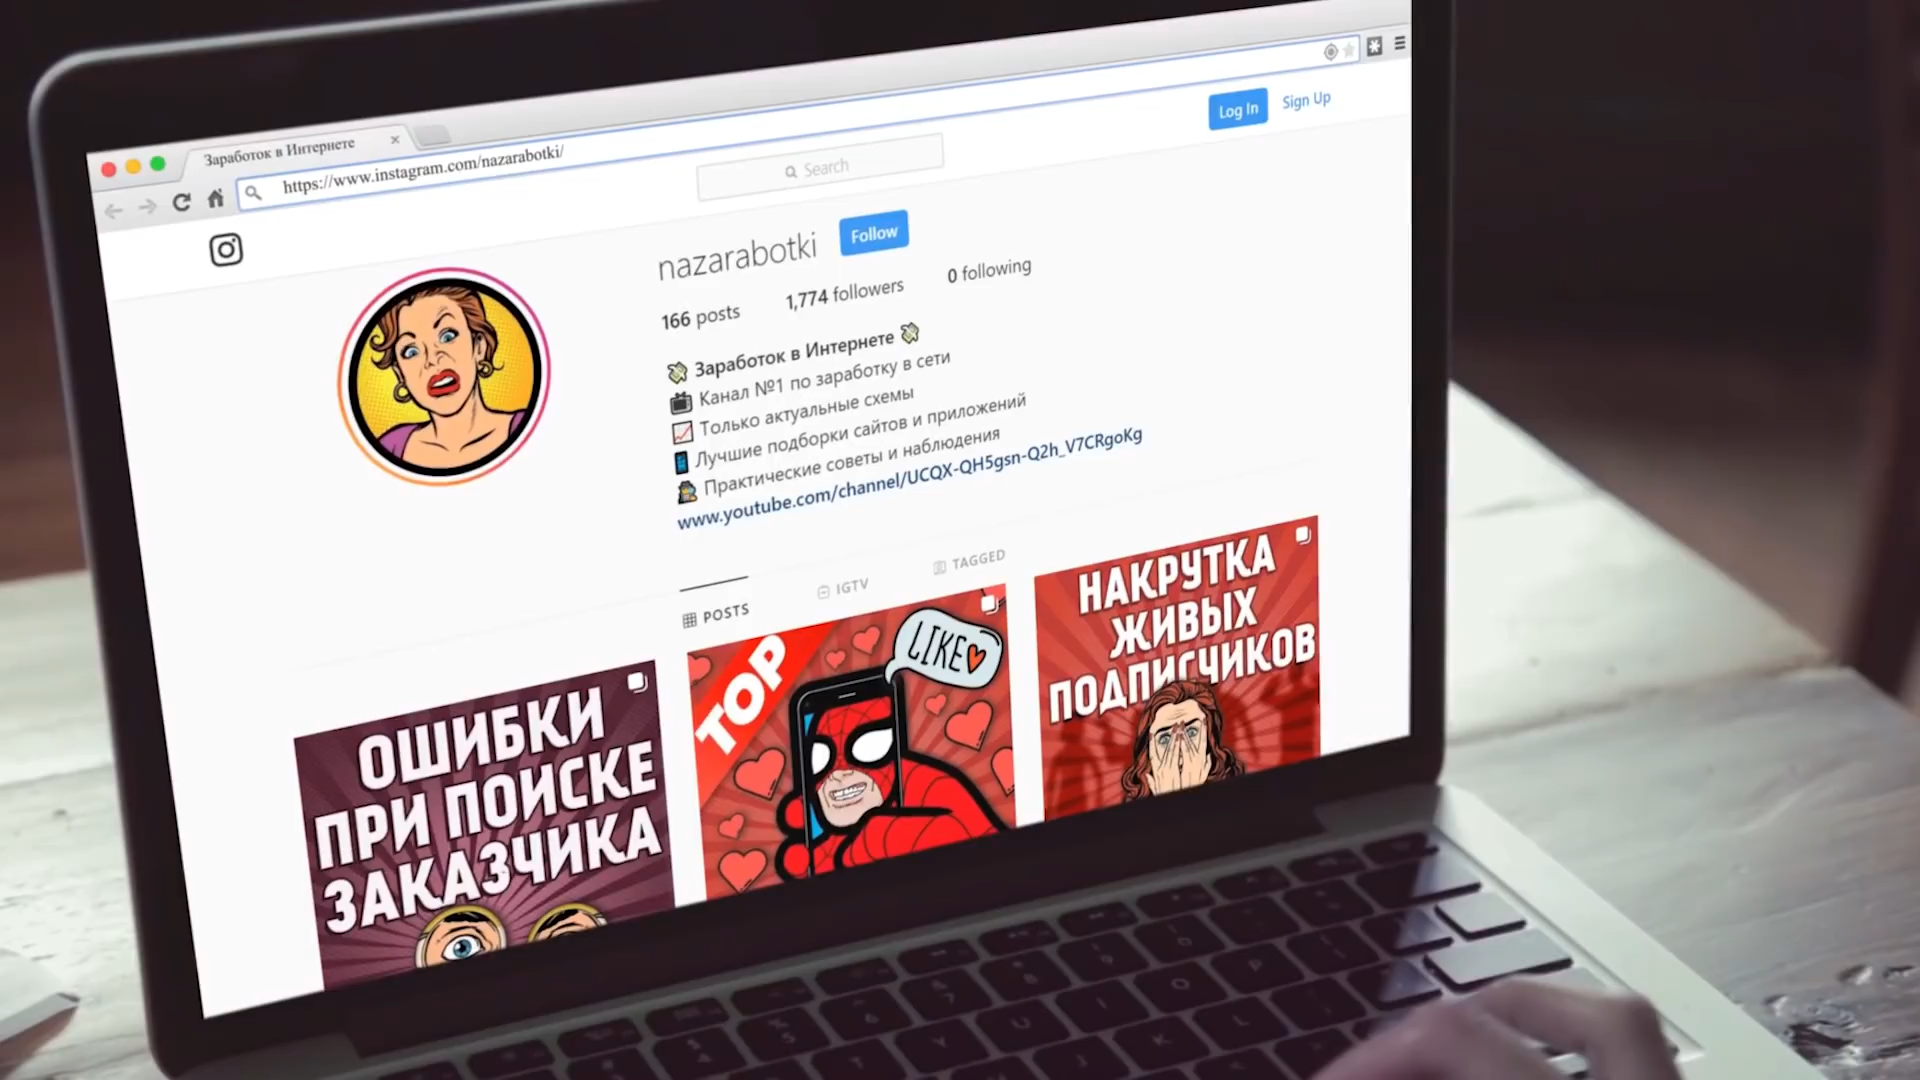 Заработок в Интернете
https://www.instagram.com/nazarabotki/
Search
Log In
Sign Up
nazarabotki
Follow
166 posts
1,774 followers
0 following
Заработок в Интернете
Канал №1 по заработку в сети
Только актуальные схемы
Лучшие подборки сайтов и приложений
Практические советы и наблюдения
www.youtube.com/channel/UCQX-QH5gsn-Q2h_V7CRgoKg
POSTS
IGTV
TAGGED
ОШИБКИ
ПРИ ПОИСКЕ
ЗАКАЗЧИКА
TOP
LIKE
НАКРУТКА
ЖИВЫХ
ПОДПИСЧИКОВ